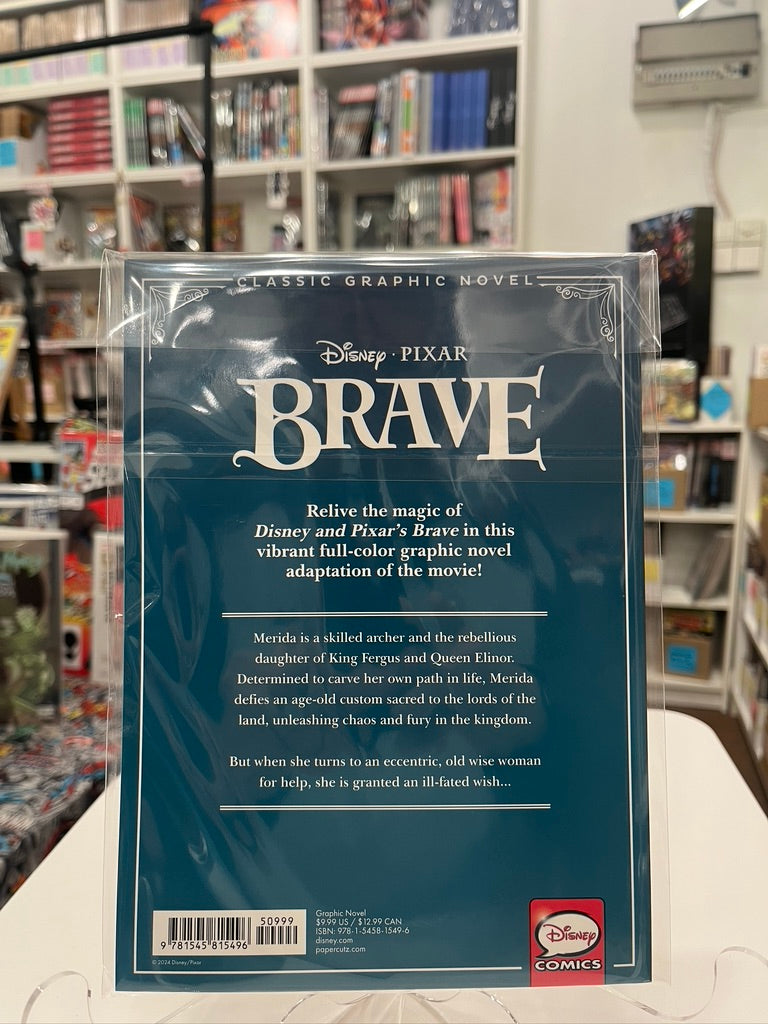 CLASSIC GRAPHIC NOVEL
Disney · PIXAR
BRAVE
Relive the magic of
Disney and Pixar's Brave in this
vibrant full-color graphic novel
adaptation of the movie!
Merida is a skilled archer and the rebellious
daughter of King Fergus and Queen Elinor.
Determined to carve her own path in life, Merida
defies an age-old custom sacred to the lords of the
land, unleashing chaos and fury in the kingdom.
But when she turns to an eccentric, old wise woman
for help, she is granted an ill-fated wish...
50999
9 781545 815496
Graphic Novel
$9.99 US / $12.99 CAN
ISBN: 978-1-5458-1549-6
disney.com
papercutz.com
© 2024 Disney/Pixar
Disney
COMICS